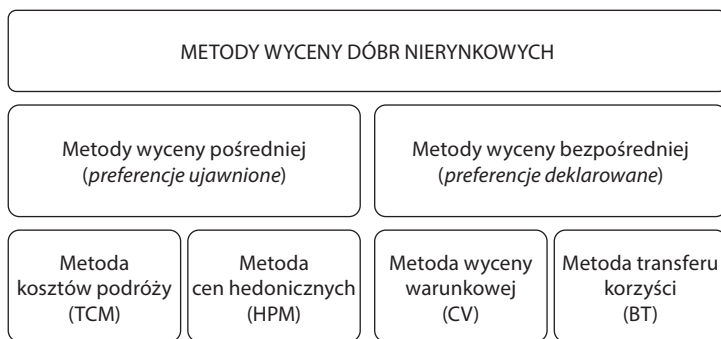 METODY WYCENY DÓBR NIERYNKOWYCH
Metody wyceny pośredniej
(preferencje ujawnione)
Metody wyceny bezpośredniej
(preferencje deklarowane)
Metoda
kosztów podróży
(TCM)
Metoda
cen hedonicznych
(HPM)
Metoda wyceny
warunkowej
(CV)
Metoda transferu
korzyści
(BT)